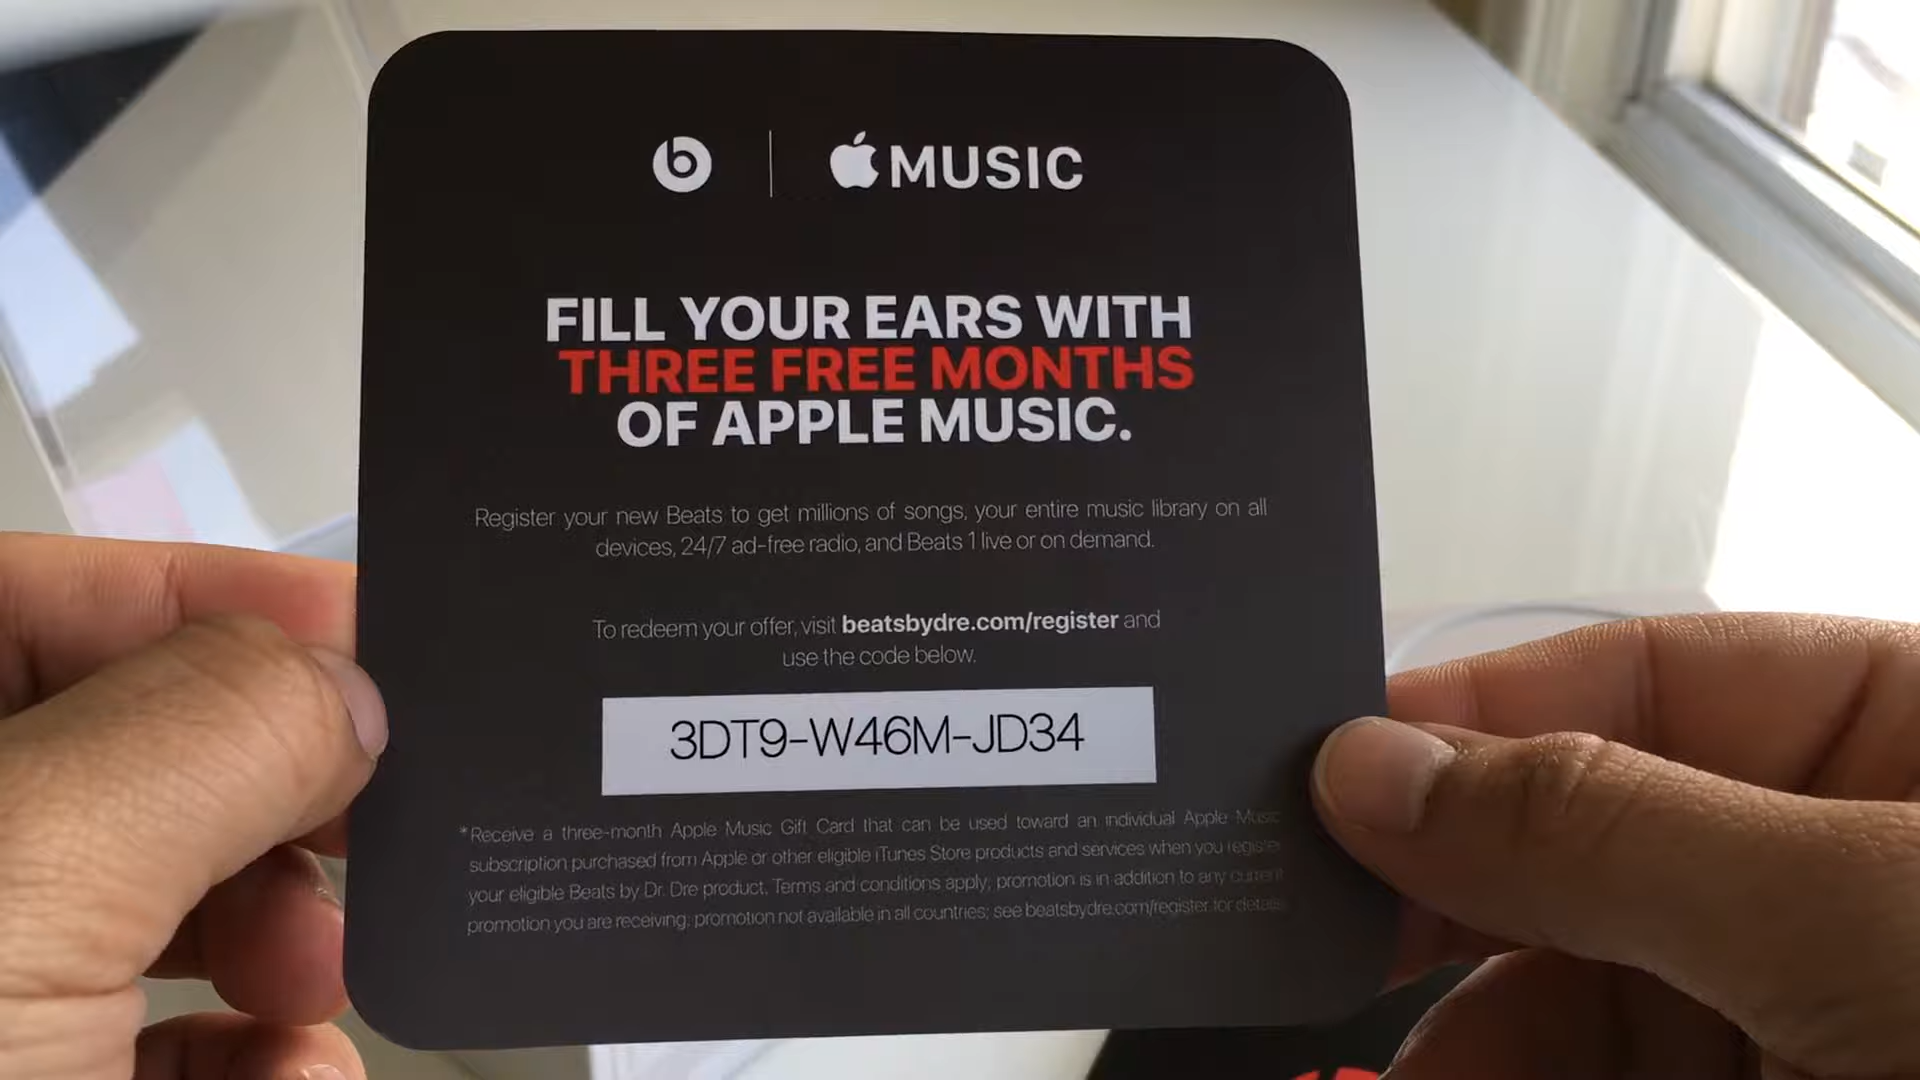 b MUSIC
FILL YOUR EARS WITH
THREE FREE MONTHS
OF APPLE MUSIC.
Register your new Beats to get millions of songs, your entire music library on all
devices, 24/7 ad-free radio, and Beats 1 live or on demand.
To redeem your offer, visit beatsbydre.com/register and
use the code below.
3DT9-W46M-JD34
*Receive a three-month Apple Music Gift Card that can be used toward an individual Apple Music
subscription purchased from Apple or other eligible iTunes Store products and services when you register
your eligible Beats by Dr. Dre product. Terms and conditions apply; promotion is in addition to any current
promotion you are receiving; promotion not available in all countries; see beatsbydre.com/register for details.